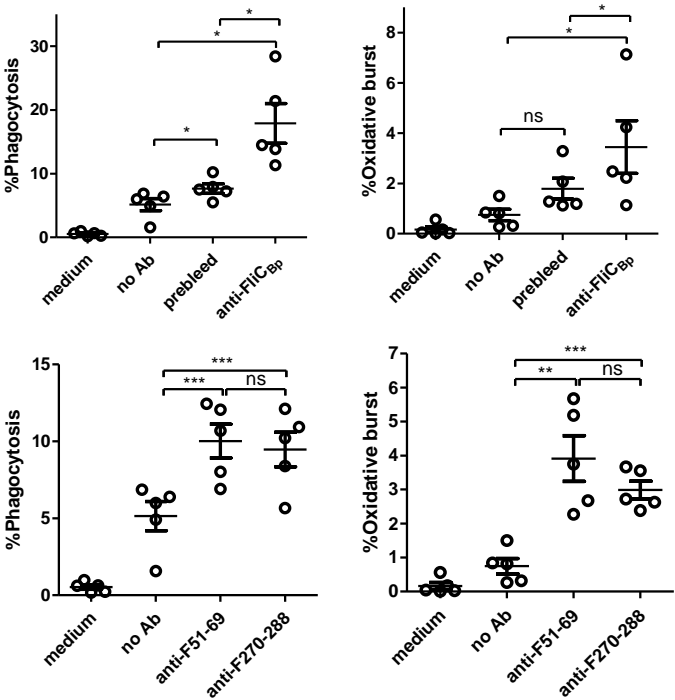 %Phagocytosis
30
20
10
0
*
*
*
medium
no Ab
prebleed
anti-FliC_Bp
%Oxidative burst
8
6
4
2
0
ns
*
*
medium
no Ab
prebleed
anti-FliC_Bp
%Phagocytosis
15
10
5
0
***
***
ns
medium
no Ab
anti-F51-69
anti-F270-288
%Oxidative burst
7
6
5
4
3
2
1
0
***
**
ns
medium
no Ab
anti-F51-69
anti-F270-288